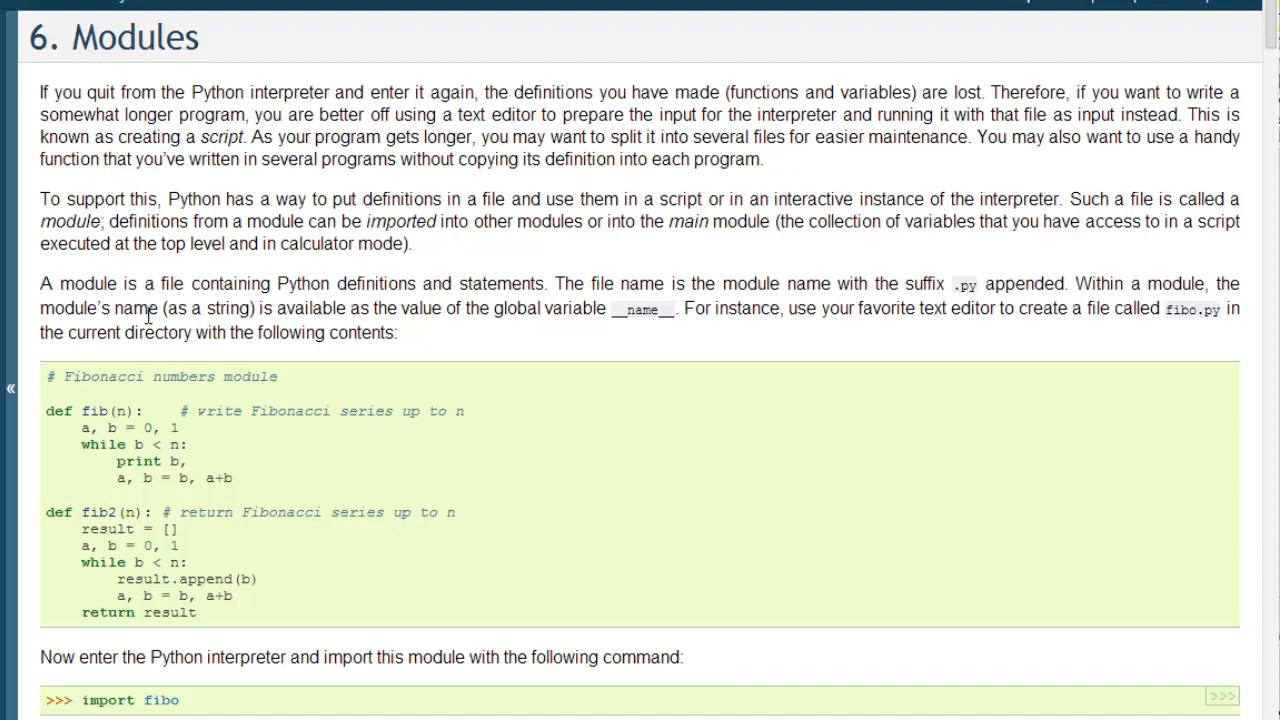 6. Modules
If you quit from the Python interpreter and enter it again, the definitions you have made (functions and variables) are lost. Therefore, if you want to write a
somewhat longer program, you are better off using a text editor to prepare the input for the interpreter and running it with that file as input instead. This is
known as creating a script. As your program gets longer, you may want to split it into several files for easier maintenance. You may also want to use a handy
function that you’ve written in several programs without copying its definition into each program.
To support this, Python has a way to put definitions in a file and use them in a script or in an interactive instance of the interpreter. Such a file is called a
module; definitions from a module can be imported into other modules or into the main module (the collection of variables that you have access to in a script
executed at the top level and in calculator mode).
A module is a file containing Python definitions and statements. The file name is the module name with the suffix .py appended. Within a module, the
module’s name (as a string) is available as the value of the global variable __name__. For instance, use your favorite text editor to create a file called fibo.py in
the current directory with the following contents:
# Fibonacci numbers module
def fib(n):    # write Fibonacci series up to n
    a, b = 0, 1
    while b < n:
        print b,
        a, b = b, a+b
def fib2(n): # return Fibonacci series up to n
    result = []
    a, b = 0, 1
    while b < n:
        result.append(b)
        a, b = b, a+b
    return result
Now enter the Python interpreter and import this module with the following command:
>>> import fibo
>>>
«